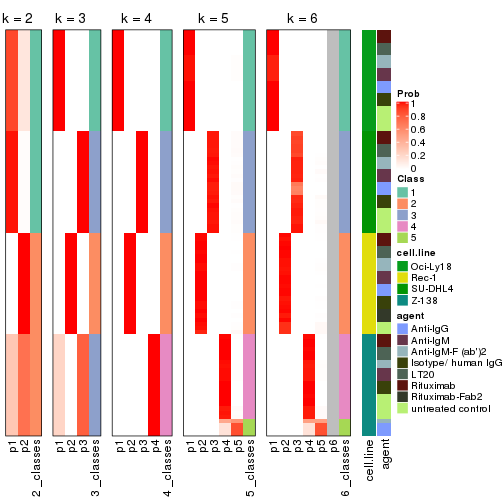 k = 2 k = 3 k = 4 k = 5 k = 6
Prob
1
0.8
0.6
0.4
0.2
0
Class
1
2
3
4
5
cell.line
Oci-Ly18
Rec-1
SU-DHL4
Z-138
agent
Anti-IgG
Anti-IgM
Anti-IgM-F (ab')2
Isotype/ human IgG
LT20
Rituximab
Rituximab-Fab2
untreated control
p1 p2 2_classes p1 p2 p3 3_classes p1 p2 p3 p4 4_classes p1 p2 p3 p4 p5 5_classes p1 p2 p3 p4 p5 p6 6_classes cell.line agent